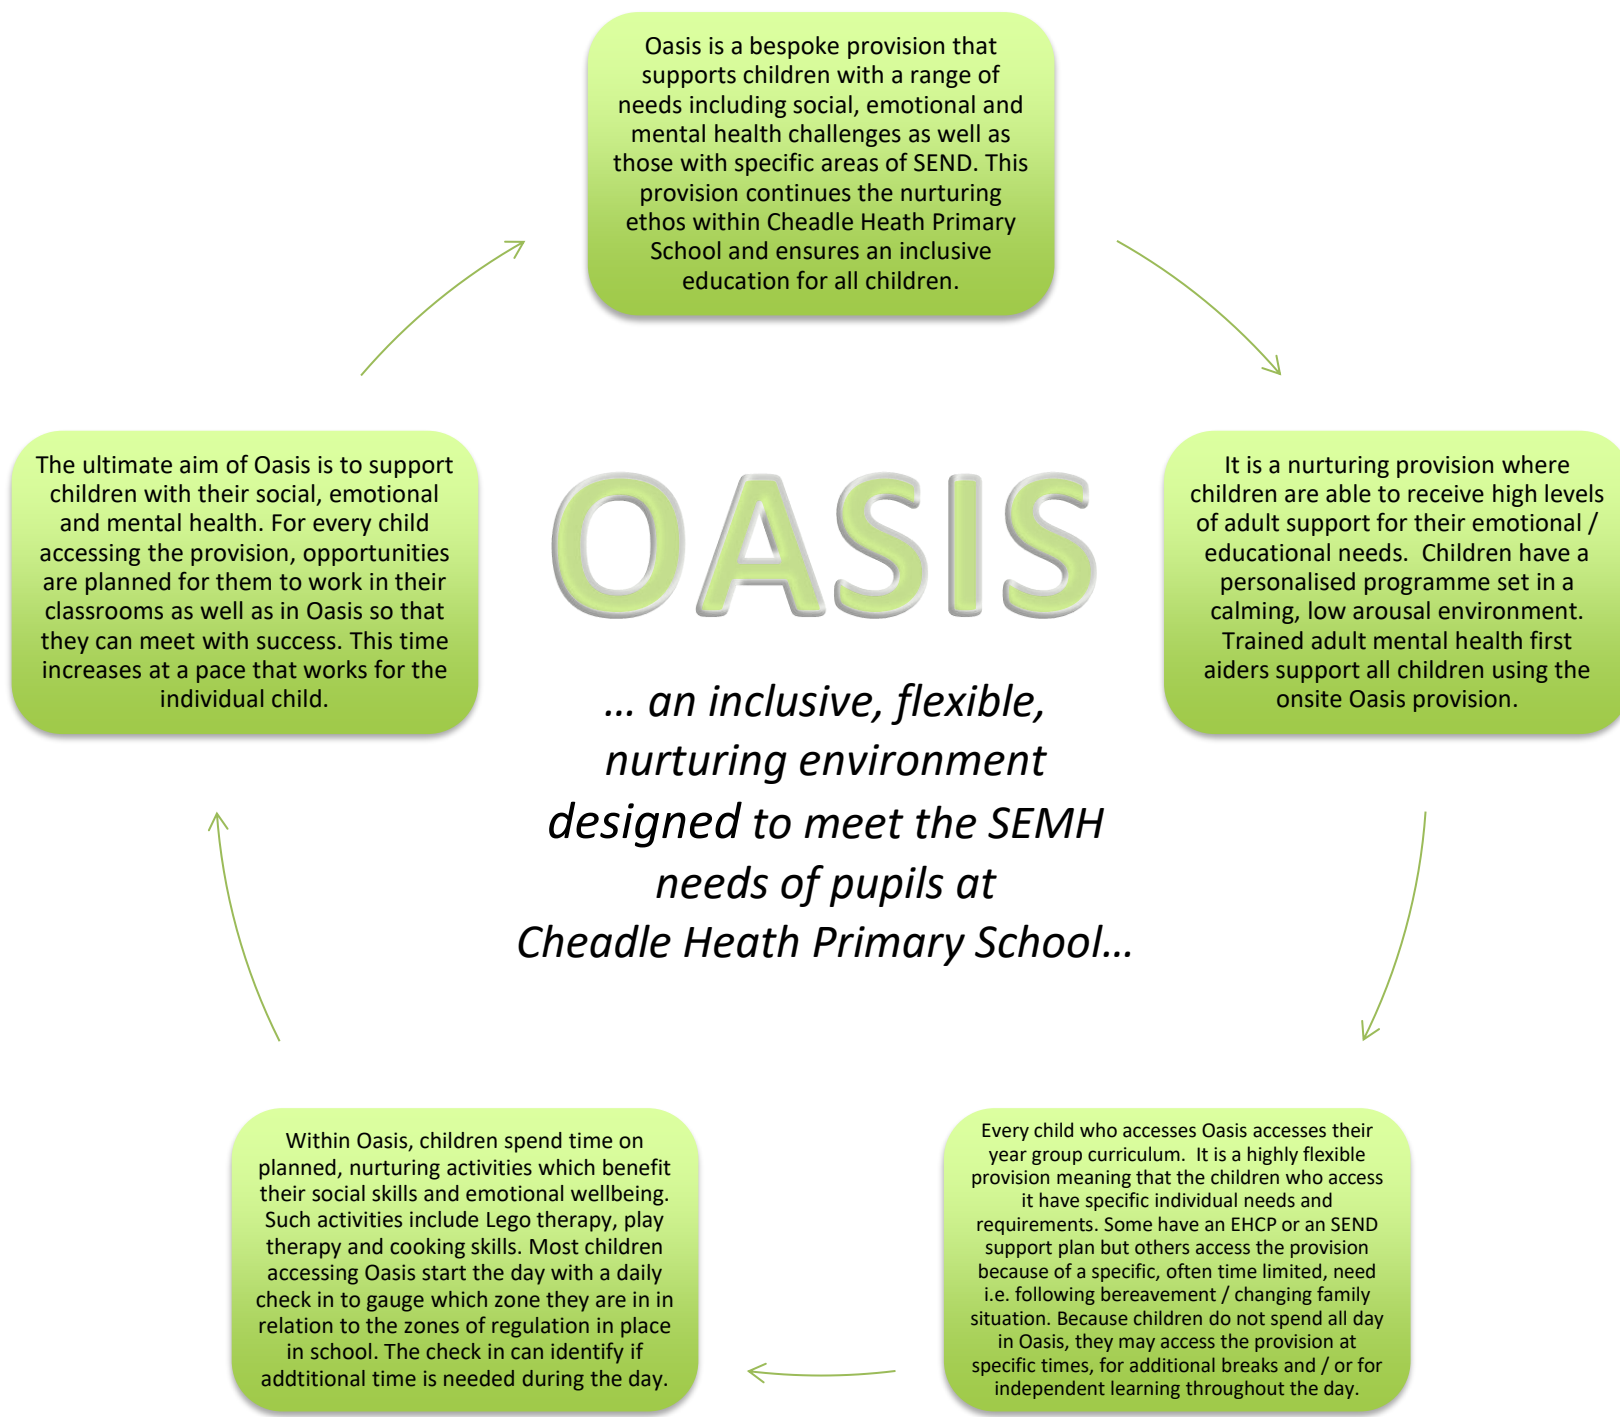 Oasis is a bespoke provision that
supports children with a range of
needs including social, emotional and
mental health challenges as well as
those with specific areas of SEND. This
provision continues the nurturing
ethos within Cheadle Heath Primary
School and ensures an inclusive
education for all children.
It is a nurturing provision where
children are able to receive high levels
of adult support for their emotional /
educational needs.  Children have a
personalised programme set in a
calming, low arousal environment.
Trained adult mental health first
aiders support all children using the
onsite Oasis provision.
Every child who accesses Oasis accesses their
year group curriculum.  It is a highly flexible
provision meaning that the children who access
it have specific individual needs and
requirements. Some have an EHCP or an SEND
support plan but others access the provision
because of a specific, often time limited, need
i.e. following bereavement / changing family
situation. Because children do not spend all day
in Oasis, they may access the provision at
specific times, for additional breaks and / or for
independent learning throughout the day.
Within Oasis, children spend time on
planned, nurturing activities which benefit
their social skills and emotional wellbeing.
Such activities include Lego therapy, play
therapy and cooking skills. Most children
accessing Oasis start the day with a daily
check in to gauge which zone they are in in
relation to the zones of regulation in place
in school. The check in can identify if
addtitional time is needed during the day.
The ultimate aim of Oasis is to support
children with their social, emotional
and mental health. For every child
accessing the provision, opportunities
are planned for them to work in their
classrooms as well as in Oasis so that
they can meet with success. This time
increases at a pace that works for the
individual child.
OASIS
… an inclusive, flexible,
nurturing environment
designed to meet the SEMH
needs of pupils at
Cheadle Heath Primary School…